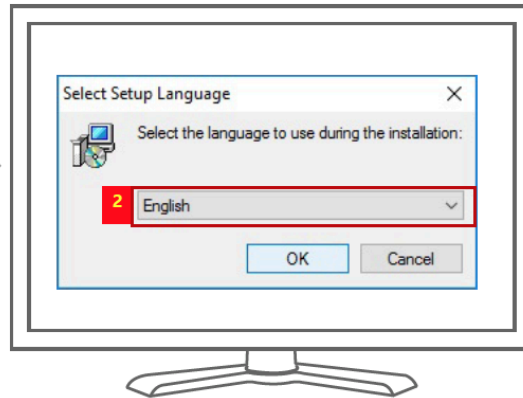 Select Setup Language
Select the language to use during the installation:
2
English
OK
Cancel